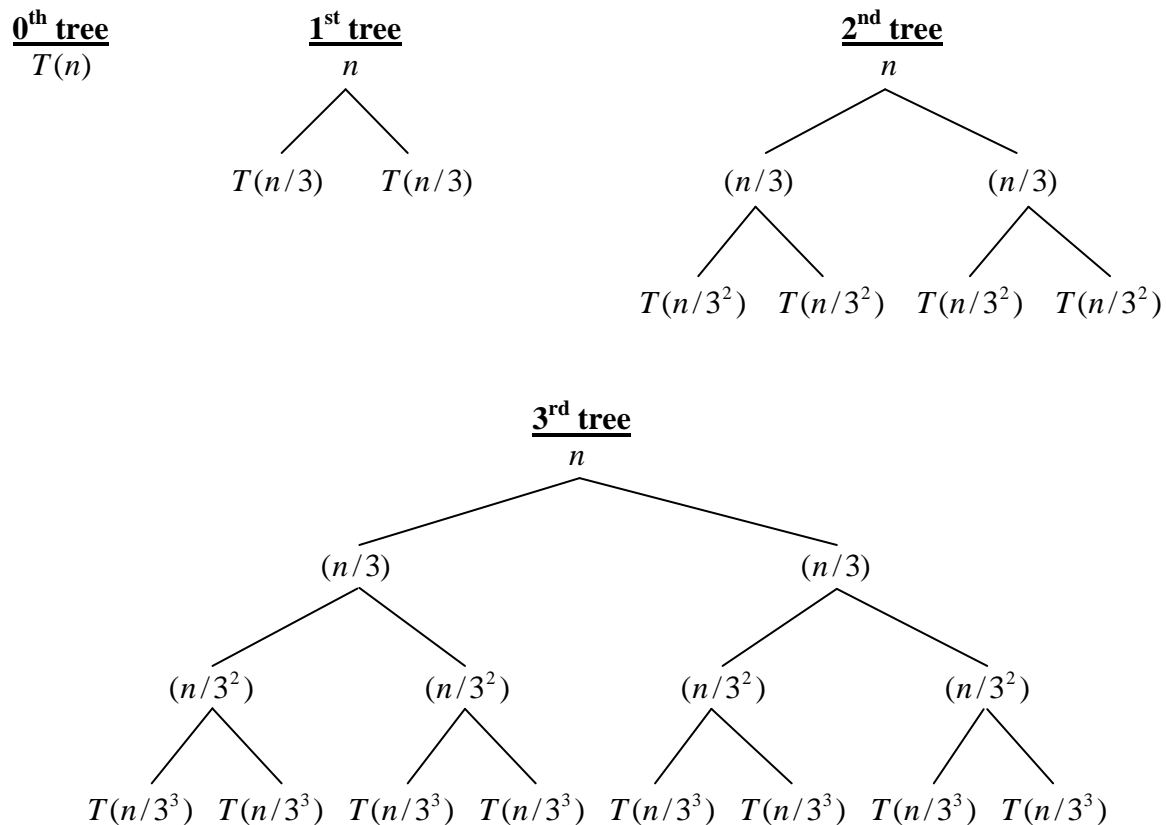 0th tree 1st tree 2nd tree
T(n) n n
T(n/3) T(n/3) (n/3) (n/3)
T(n/3²) T(n/3²) T(n/3²) T(n/3²)
3rd tree
n
(n/3) (n/3)
(n/3²) (n/3²) (n/3²) (n/3²)
T(n/3³) T(n/3³) T(n/3³) T(n/3³) T(n/3³) T(n/3³) T(n/3³) T(n/3³)